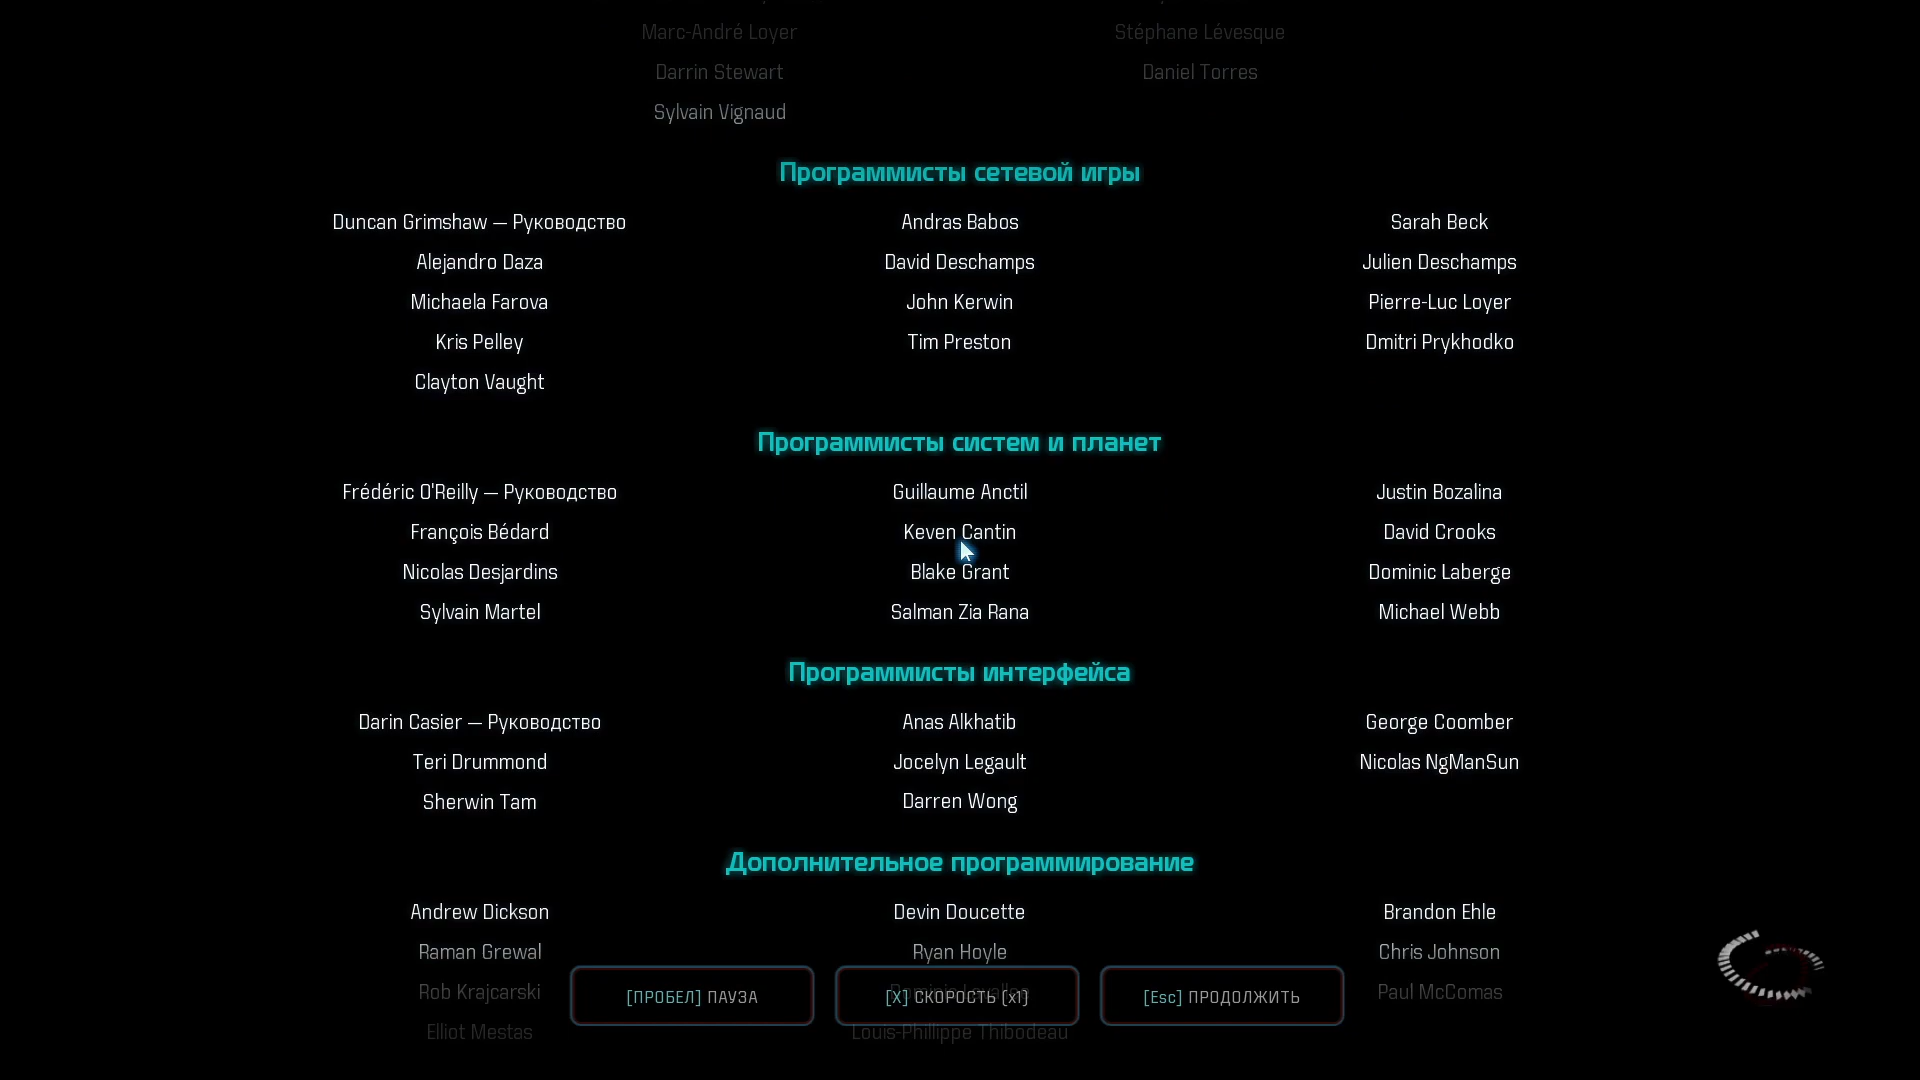 Marc-André Loyer Stéphane Lévesque
Darrin Stewart Daniel Torres
Sylvain Vignaud
Программисты сетевой игры
Duncan Grimshaw — Руководство Andras Babos Sarah Beck
Alejandro Daza David Deschamps Julien Deschamps
Michaela Farova John Kerwin Pierre-Luc Loyer
Kris Pelley Tim Preston Dmitri Prykhodko
Clayton Vaught
Программисты систем и планет
Frédéric O'Reilly — Руководство Guillaume Anctil Justin Bozalina
François Bédard Keven Cantin David Crooks
Nicolas Desjardins Blake Grant Dominic Laberge
Sylvain Martel Salman Zia Rana Michael Webb
Программисты интерфейса
Darin Casier — Руководство Anas Alkhatib George Coomber
Teri Drummond Jocelyn Legault Nicolas NgManSun
Sherwin Tam Darren Wong
Дополнительное программирование
Andrew Dickson Devin Doucette Brandon Ehle
Raman Grewal Ryan Hoyle Chris Johnson
Rob Krajcarski Paul McComas
[ПРОБЕЛ] ПАУЗА [X] СКОРОСТЬ (x1) [Esc] ПРОДОЛЖИТЬ
Elliot Mestas Louis-Phillippe Thibodeau